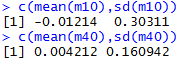 > c(mean(m10),sd(m10))
[1] -0.01214  0.30311
> c(mean(m40),sd(m40))
[1] 0.004212 0.160942